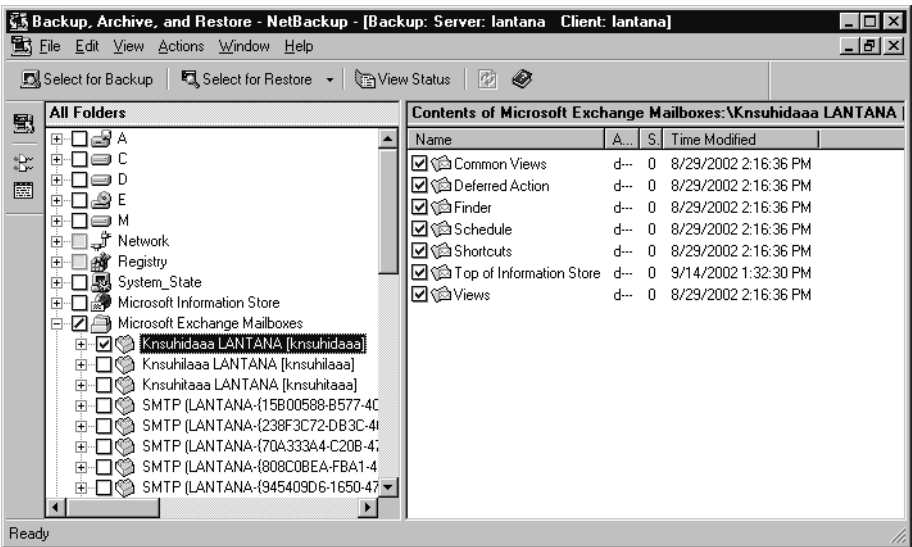 Backup, Archive, and Restore - NetBackup - [Backup: Server: lantana Client: lantana]
File Edit View Actions Window Help
Select for Backup Select for Restore View Status
All Folders
A
C
D
E
M
Network
Registry
System_State
Microsoft Information Store
Microsoft Exchange Mailboxes
Knsuhidaaa LANTANA [knsuhidaaa]
Knsuhilaaa LANTANA [knsuhilaaa]
Knsuhitaaa LANTANA [knsuhitaaa]
SMTP (LANTANA-{15B00588-B577-4C
SMTP (LANTANA-{238F3C72-DB3C-4
SMTP (LANTANA-{70A333A4-C20B-4
SMTP (LANTANA-{808C0BEA-FBA1-4
SMTP (LANTANA-{945409D6-1650-47
Contents of Microsoft Exchange Mailboxes:\Knsuhidaaa LANTANA [
Name A... S. Time Modified
Common Views d--- 0 8/29/2002 2:16:36 PM
Deferred Action d--- 0 8/29/2002 2:16:36 PM
Finder d--- 0 8/29/2002 2:16:36 PM
Schedule d--- 0 8/29/2002 2:16:36 PM
Shortcuts d--- 0 8/29/2002 2:16:36 PM
Top of Information Store d--- 0 9/14/2002 1:32:30 PM
Views d--- 0 8/29/2002 2:16:36 PM
Ready